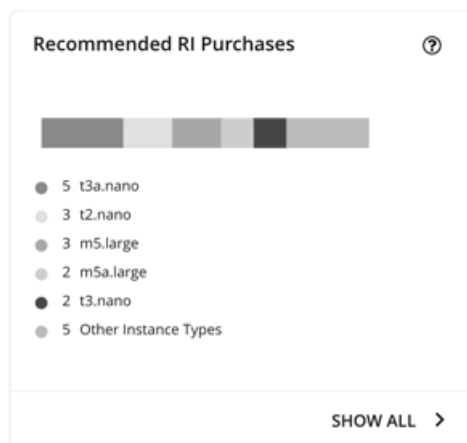 Recommended RI Purchases
5 t3a.nano
3 t2.nano
3 m5.large
2 m5a.large
2 t3.nano
5 Other Instance Types
SHOW ALL